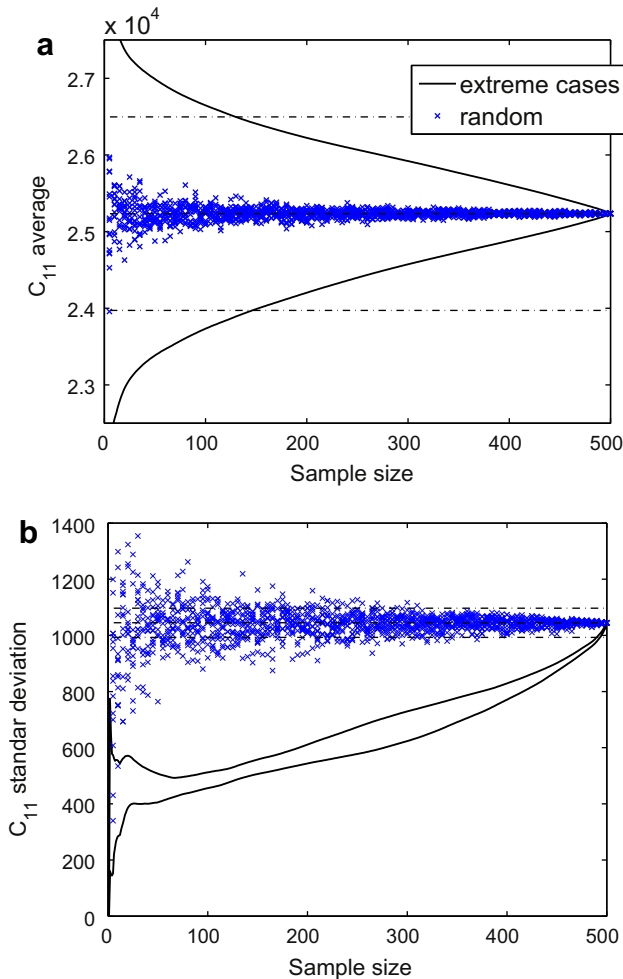 x 10⁴
a
2.7
2.6
2.5
2.4
2.3
C₁₁ average
extreme cases
random
0 100 200 300 400 500
Sample size
b
1400
1200
1000
800
600
400
200
0
C₁₁ standar deviation
0 100 200 300 400 500
Sample size